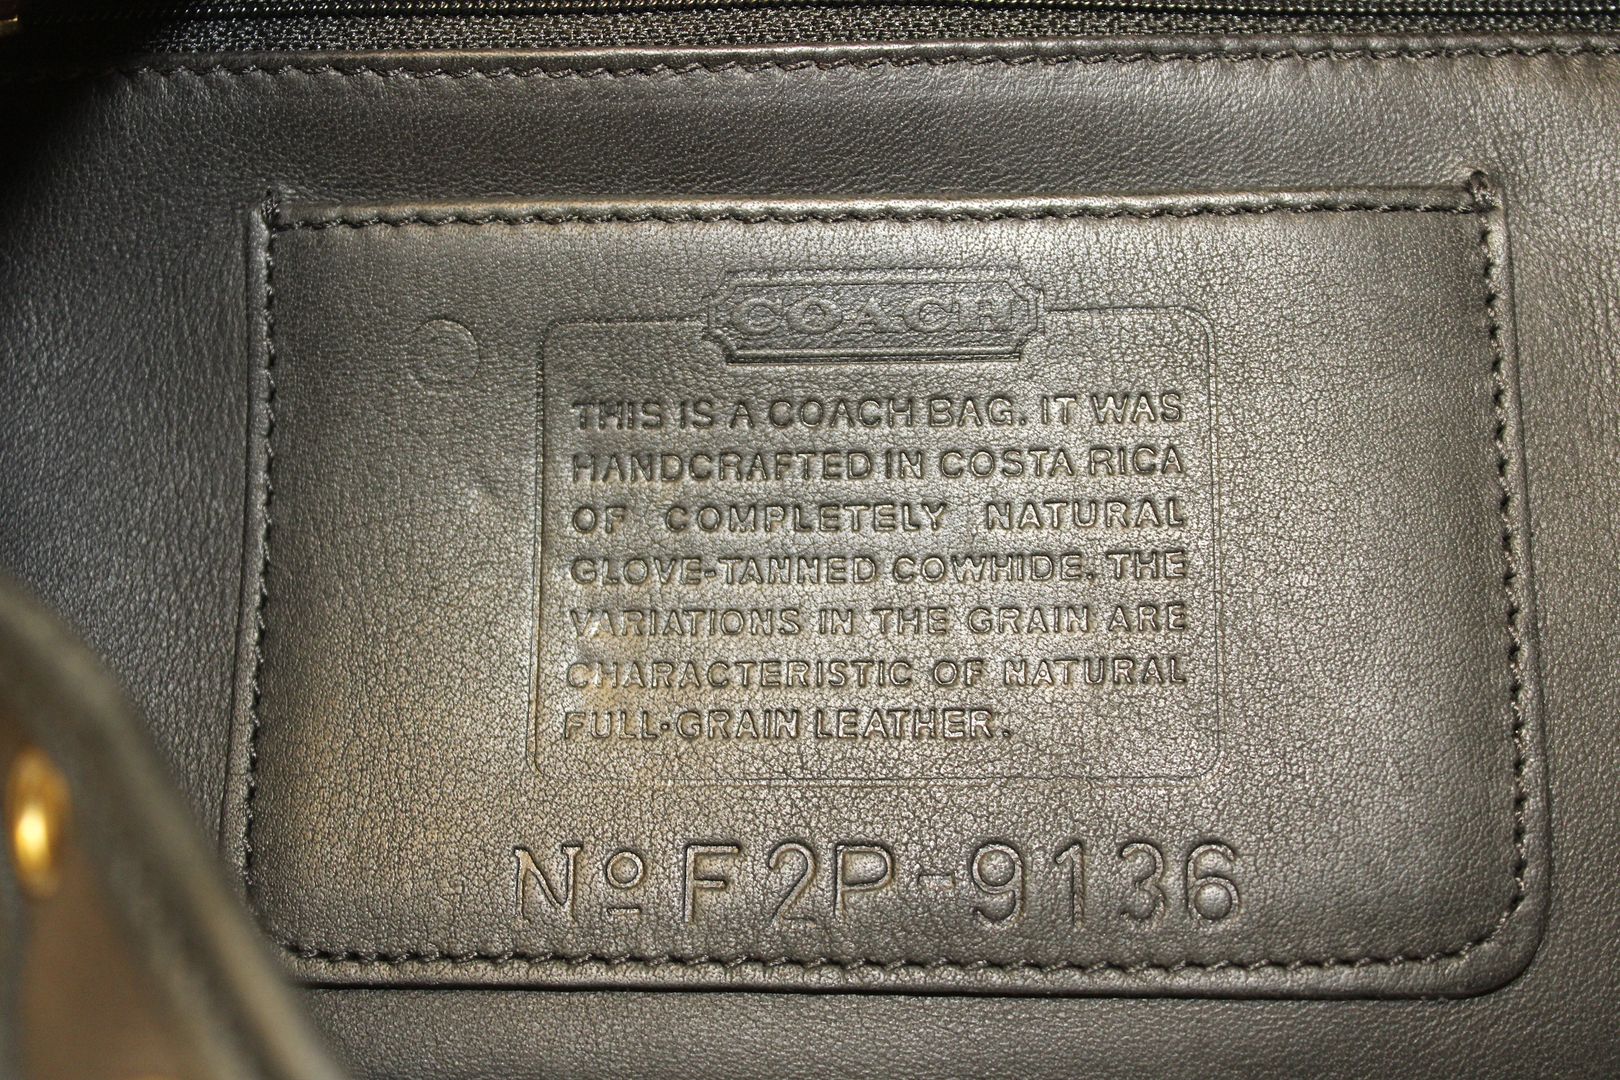 COACH
THIS IS A COACH BAG. IT WAS
HANDCRAFTED IN COSTA RICA
OF COMPLETELY NATURAL
GLOVE-TANNED COWHIDE. THE
VARIATIONS IN THE GRAIN ARE
CHARACTERISTIC OF NATURAL
FULL-GRAIN LEATHER.
Nº F2P-9136